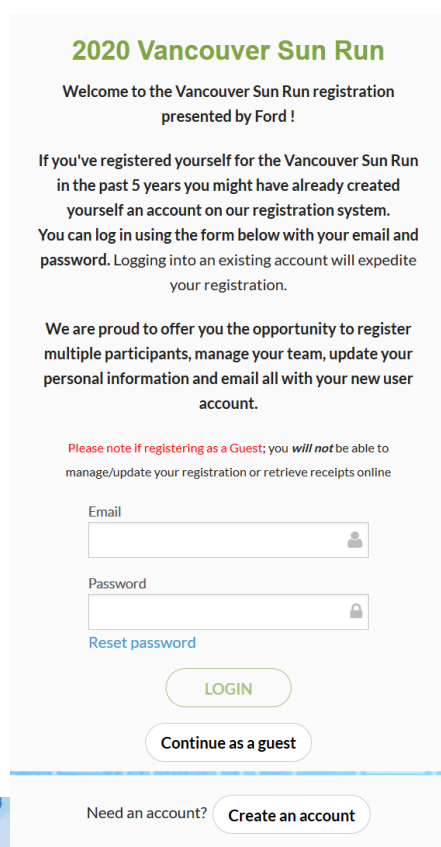 2020 Vancouver Sun Run
Welcome to the Vancouver Sun Run registration
presented by Ford !
If you've registered yourself for the Vancouver Sun Run
in the past 5 years you might have already created
yourself an account on our registration system.
You can log in using the form below with your email and
password. Logging into an existing account will expedite
your registration.
We are proud to offer you the opportunity to register
multiple participants, manage your team, update your
personal information and email all with your new user
account.
Please note if registering as a Guest; you will not be able to
manage/update your registration or retrieve receipts online
Email
Password
Reset password
LOGIN
Continue as a guest
Need an account? Create an account